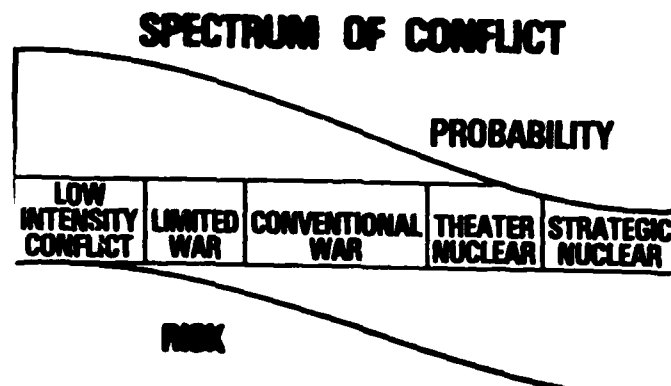 SPECTRUM OF CONFLICT
PROBABILITY
LOW
INTENSITY
CONFLICT
LIMITED
WAR
CONVENTIONAL
WAR
THEATER
NUCLEAR
STRATEGIC
NUCLEAR
RISK